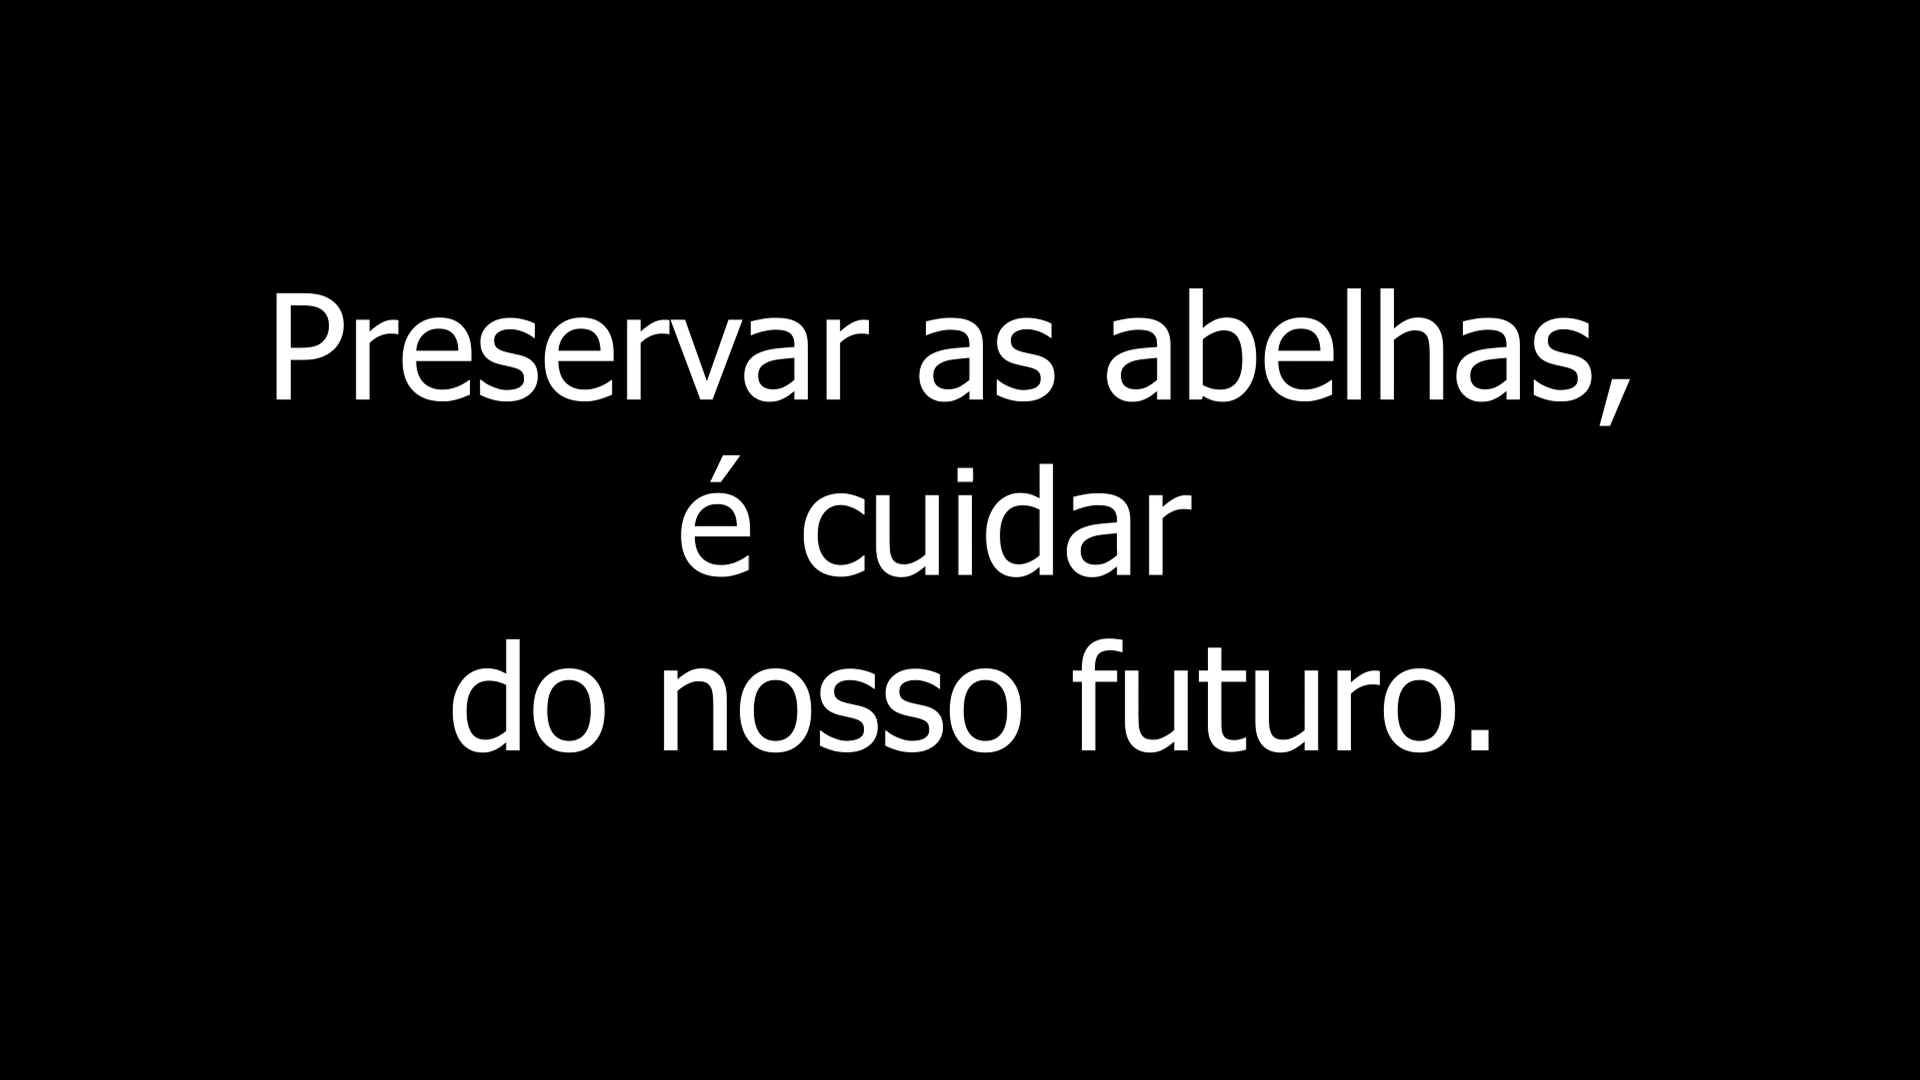 Preservar as abelhas,
é cuidar
do nosso futuro.